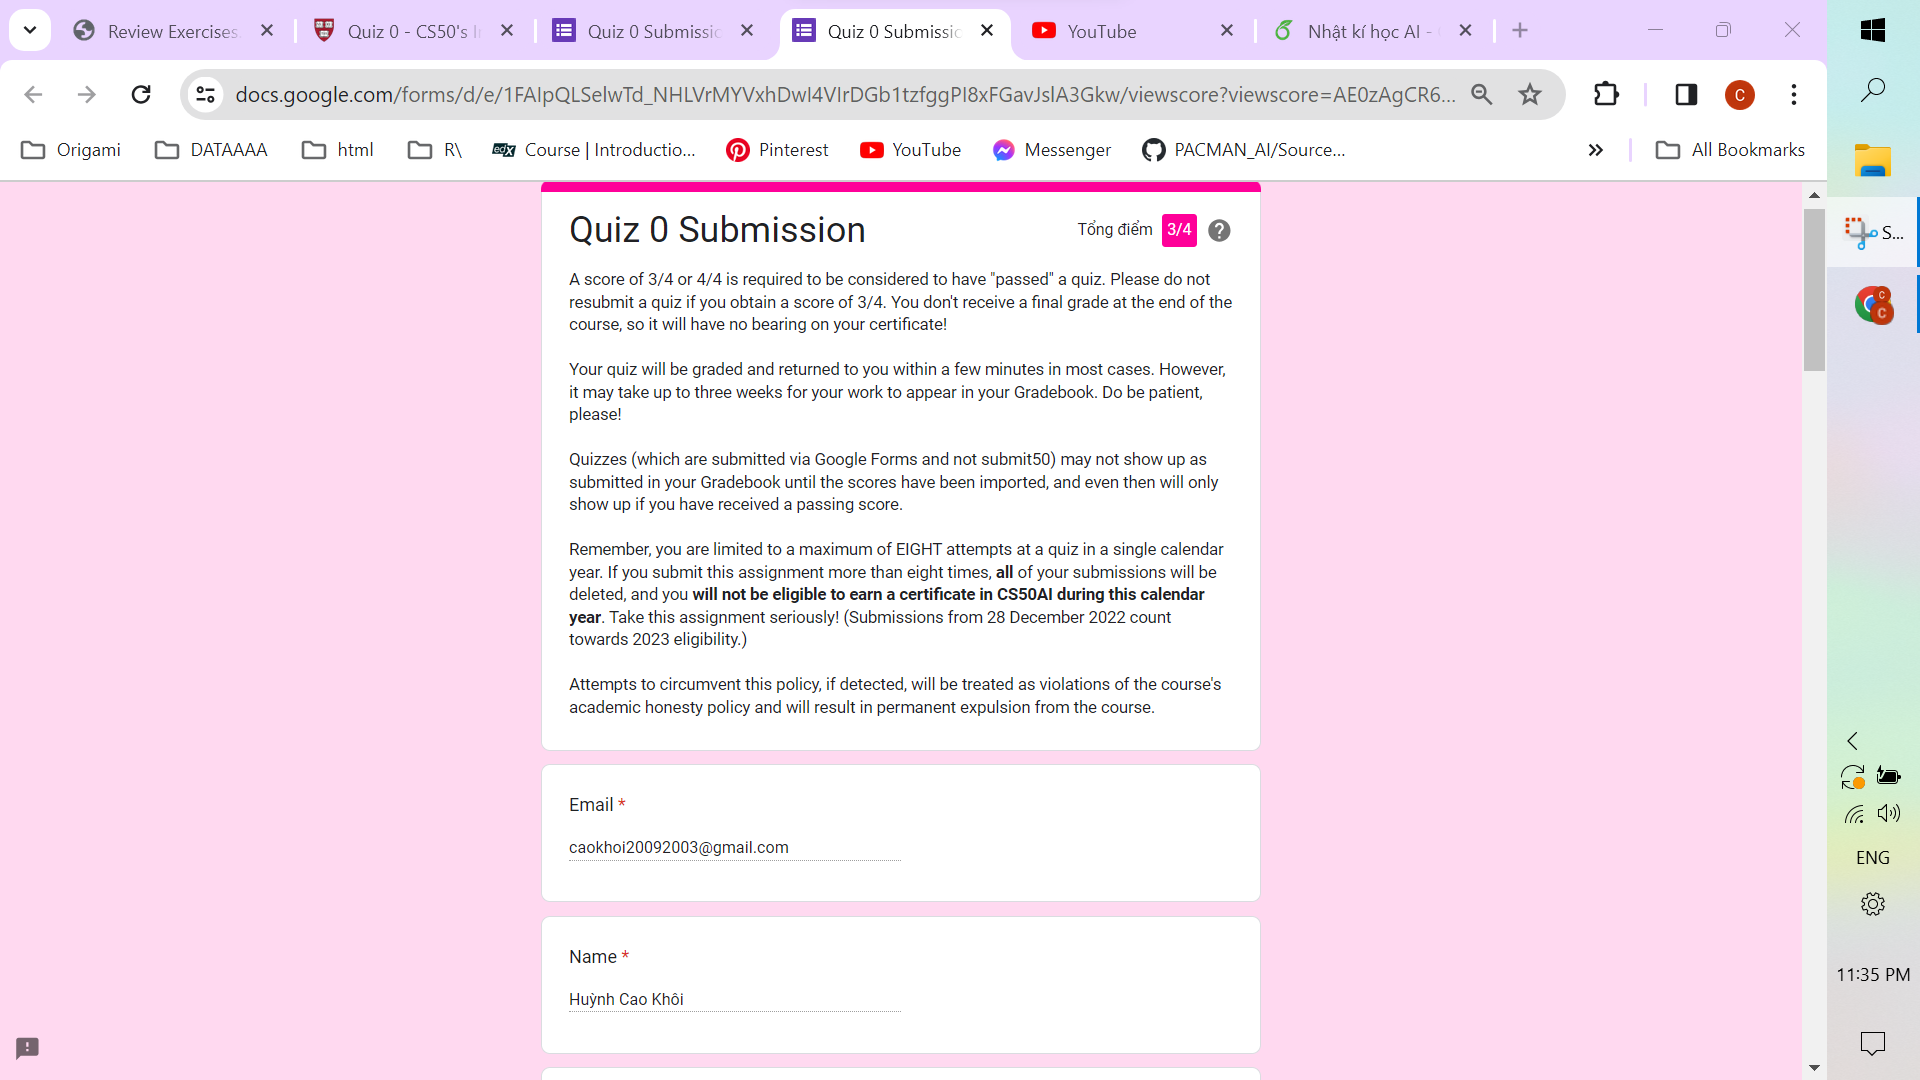 Review Exercises.
Quiz 0 - CS50's I
Quiz 0 Submissio
Quiz 0 Submissio
YouTube
Nhật kí học AI -
docs.google.com/forms/d/e/1FAIpQLSelwTd_NHLVrMYVxhDwI4VIrDGb1tzfggPI8xFGavJslA3Gkw/viewscore?viewscore=AE0zAgCR6...
C
Origami
DATAAAA
html
R\
edX
Course | Introductio...
Pinterest
YouTube
Messenger
PACMAN_AI/Source...
»
All Bookmarks
Quiz 0 Submission
Tổng điểm 3/4
A score of 3/4 or 4/4 is required to be considered to have "passed" a quiz. Please do not
resubmit a quiz if you obtain a score of 3/4. You don't receive a final grade at the end of the
course, so it will have no bearing on your certificate!
Your quiz will be graded and returned to you within a few minutes in most cases. However,
it may take up to three weeks for your work to appear in your Gradebook. Do be patient,
please!
Quizzes (which are submitted via Google Forms and not submit50) may not show up as
submitted in your Gradebook until the scores have been imported, and even then will only
show up if you have received a passing score.
Remember, you are limited to a maximum of EIGHT attempts at a quiz in a single calendar
year. If you submit this assignment more than eight times, all of your submissions will be
deleted, and you will not be eligible to earn a certificate in CS50AI during this calendar
year. Take this assignment seriously! (Submissions from 28 December 2022 count
towards 2023 eligibility.)
Attempts to circumvent this policy, if detected, will be treated as violations of the course's
academic honesty policy and will result in permanent expulsion from the course.
Email *
caokhoi20092003@gmail.com
Name *
Huỳnh Cao Khôi
S...
C
C
ENG
11:35 PM